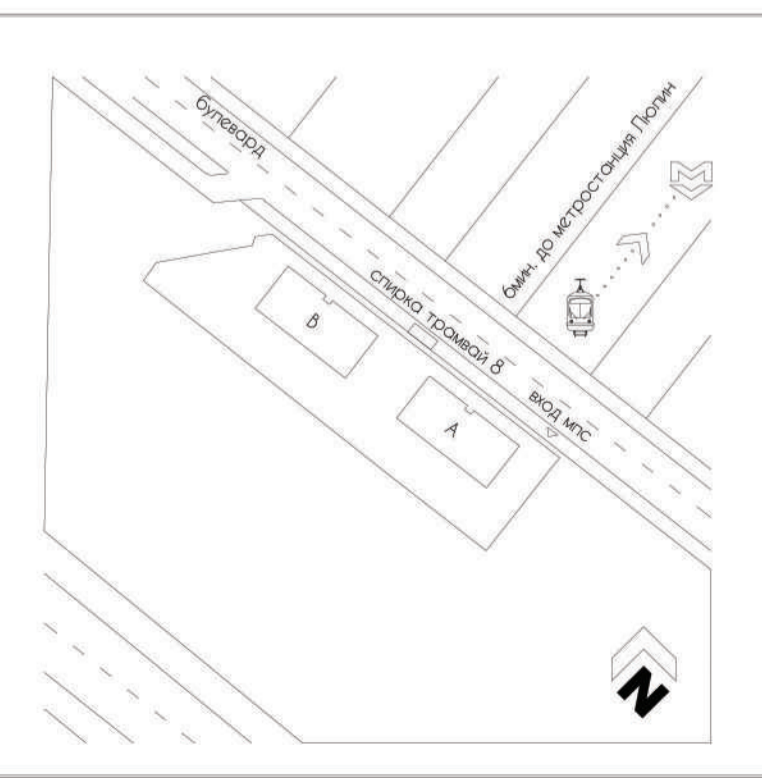 булевард
6мин. до метростанция Люлин
M
спирка трамвай 8
вход мпс
B
A
N